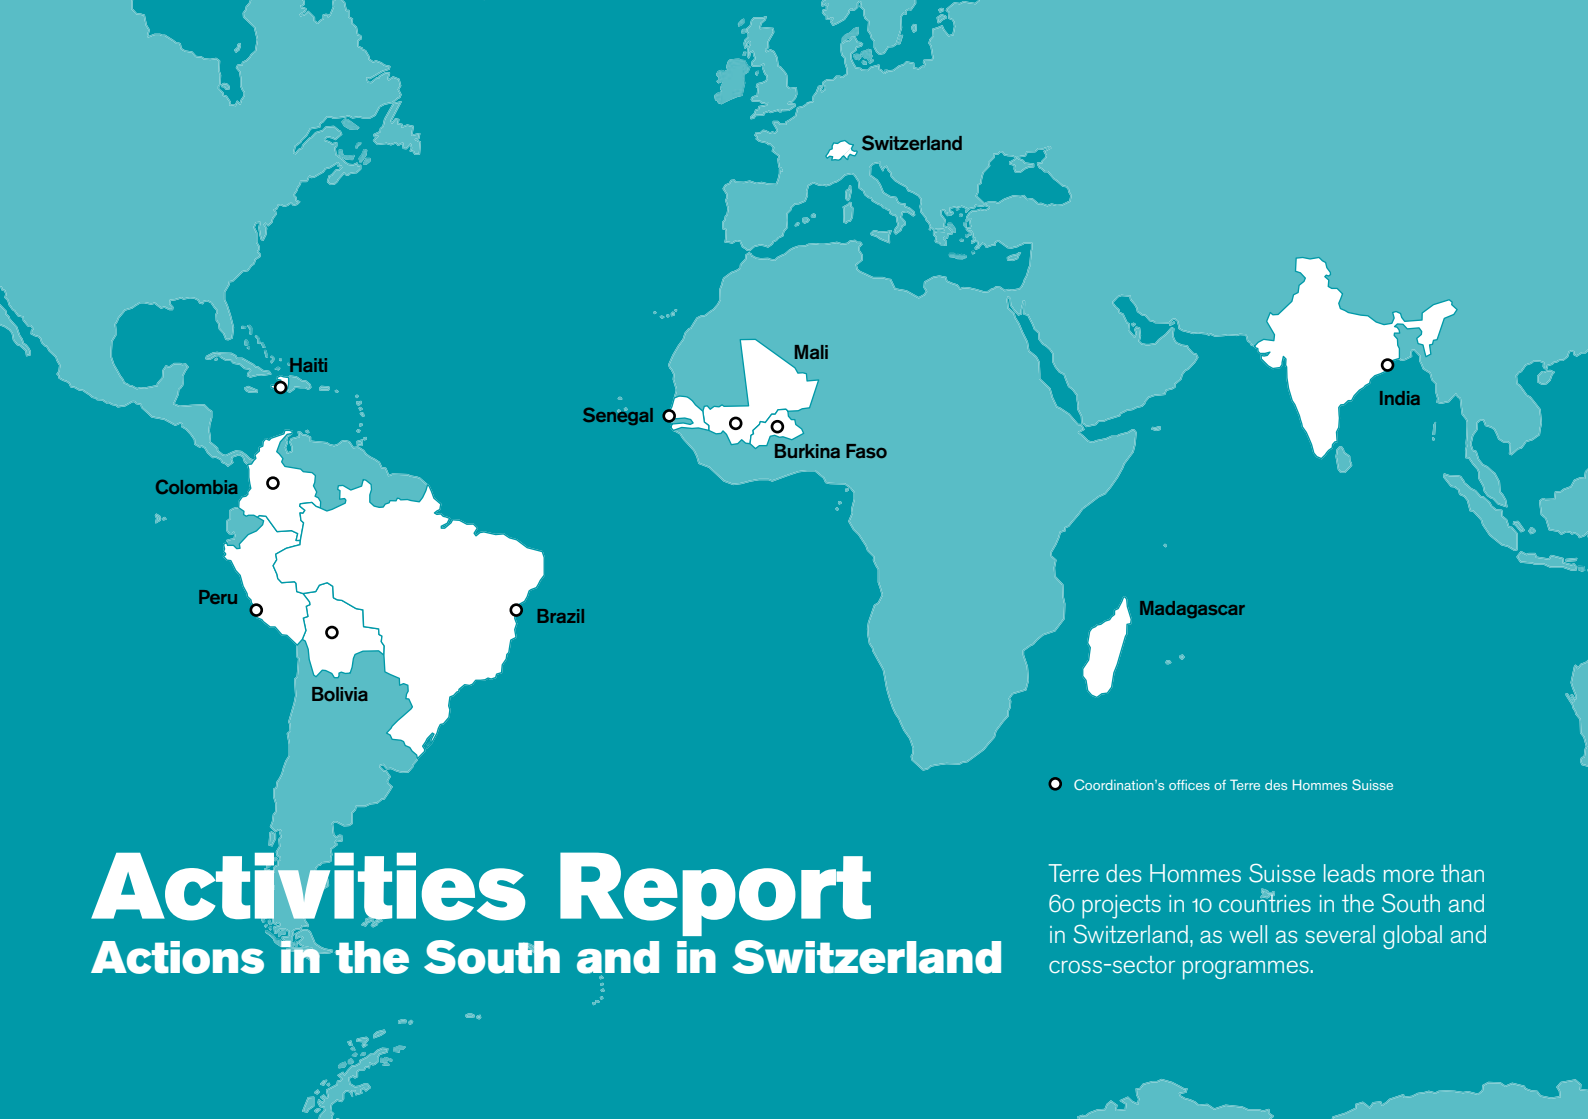 Switzerland
Haiti
Mali
Senegal
India
Burkina Faso
Colombia
Peru
Brazil
Madagascar
Bolivia
Coordination's offices of Terre des Hommes Suisse
Activities Report
Actions in the South and in Switzerland
Terre des Hommes Suisse leads more than
60 projects in 10 countries in the South and
in Switzerland, as well as several global and
cross-sector programmes.